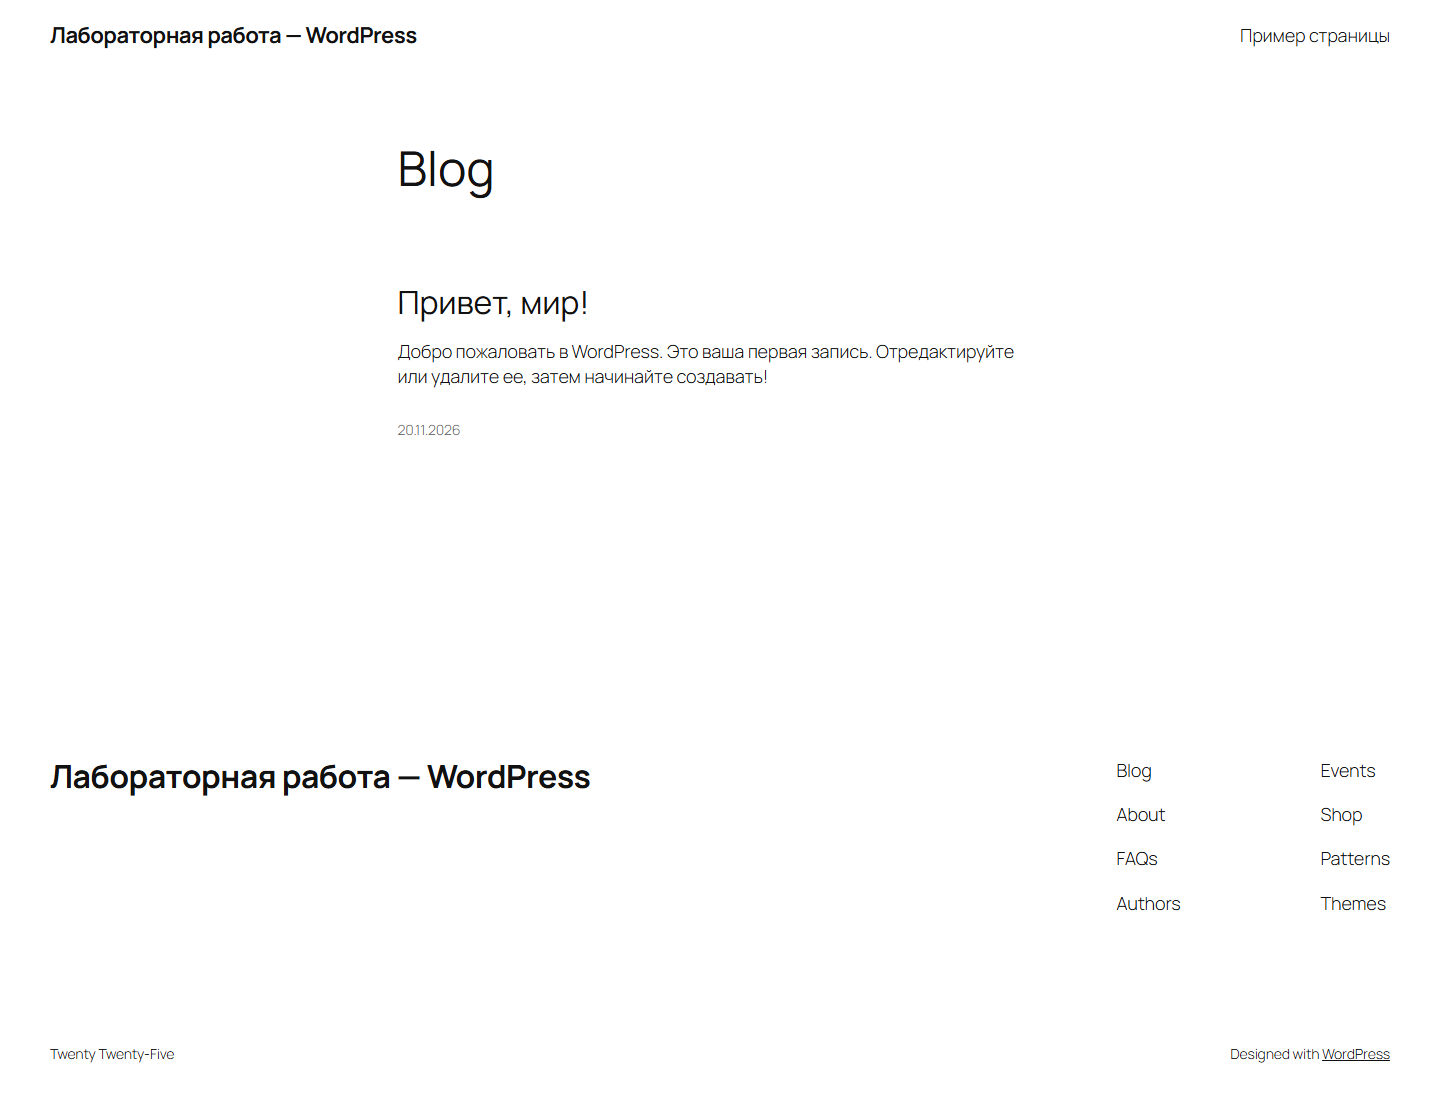 Лабораторная работа — WordPress
Пример страницы
Blog
Привет, мир!
Добро пожаловать в WordPress. Это ваша первая запись. Отредактируйте
или удалите ее, затем начинайте создавать!
20.11.2026
Лабораторная работа — WordPress
Blog
About
FAQs
Authors
Events
Shop
Patterns
Themes
Twenty Twenty-Five
Designed with WordPress